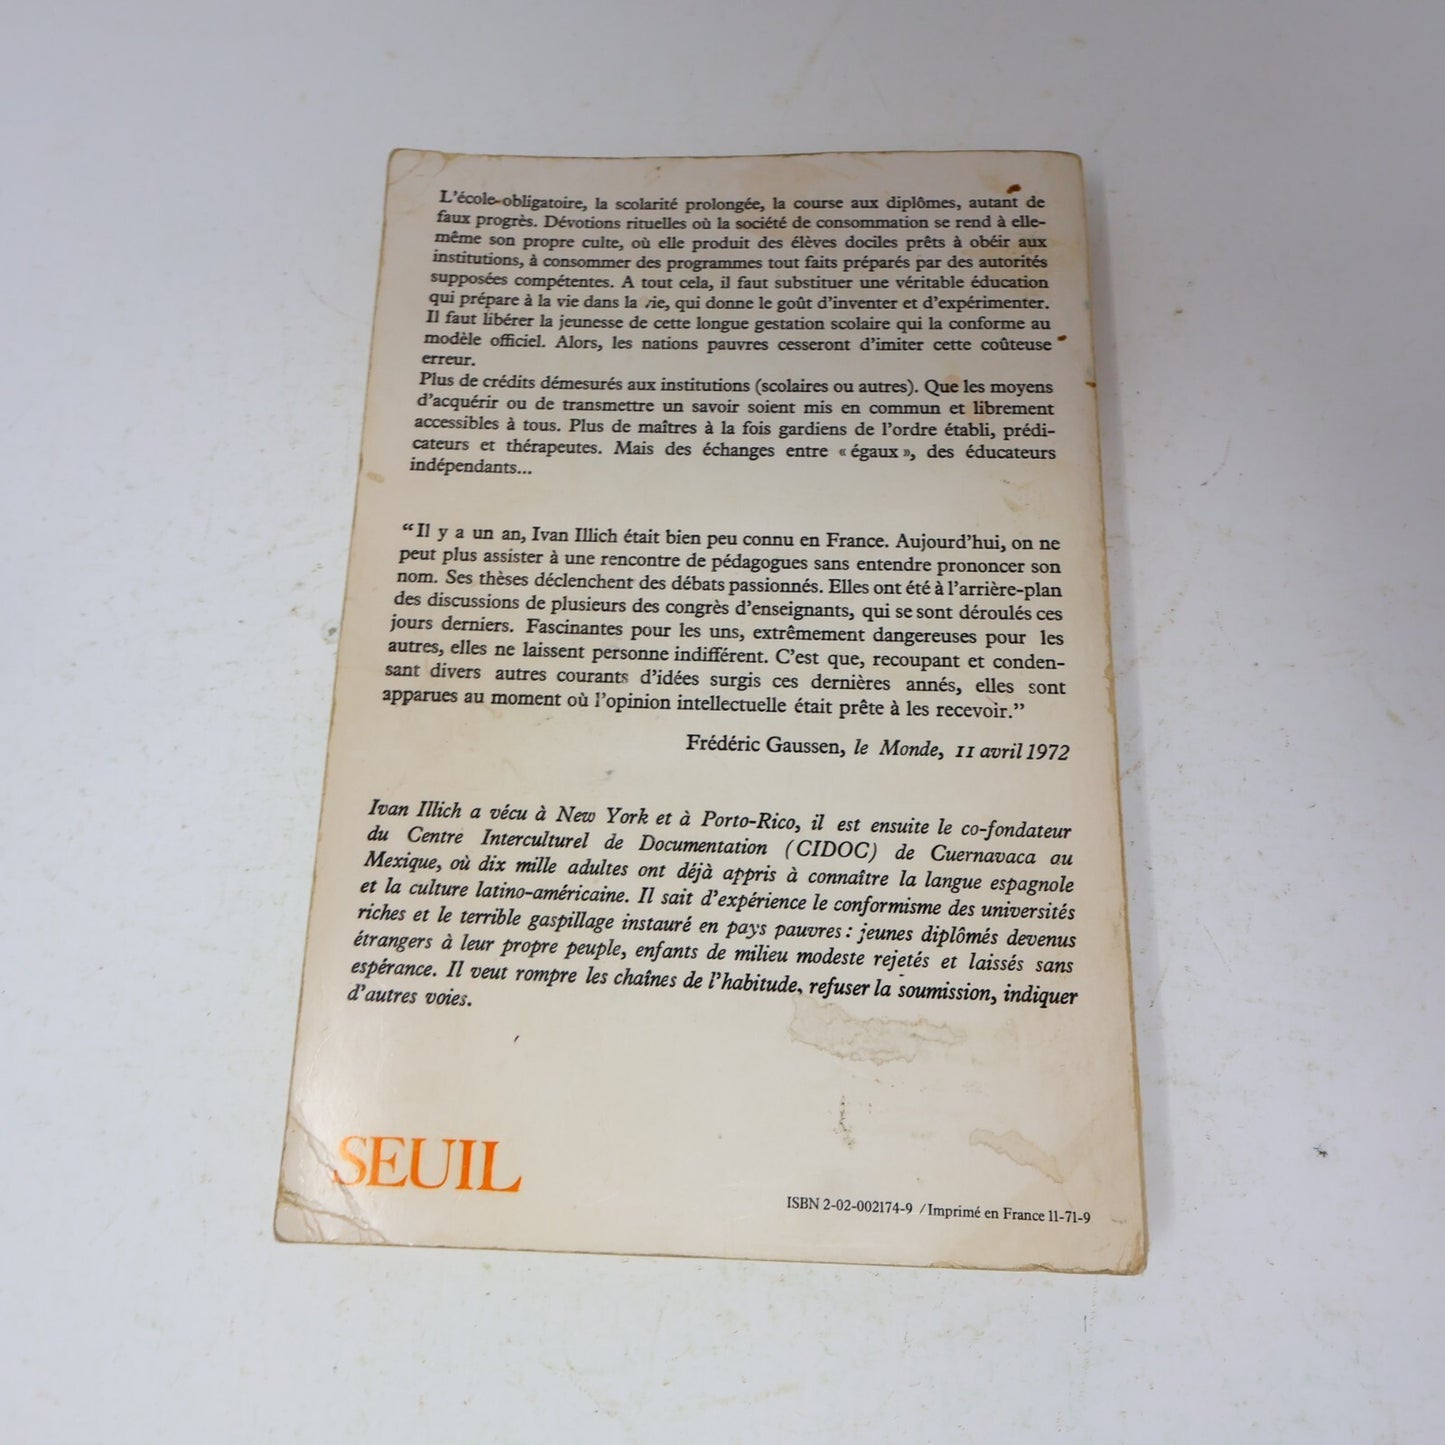 L'école obligatoire, la scolarité prolongée, la course aux diplômes, autant de
faux progrès. Dévotions rituelles où la société de consommation se rend à elle-
même son propre culte, où elle produit des élèves dociles prêts à obéir aux
institutions, à consommer des programmes tout faits préparés par des autorités
supposées compétentes. A tout cela, il faut substituer une véritable éducation
qui prépare à la vie dans la vie, qui donne le goût d'inventer et d'expérimenter.
Il faut libérer la jeunesse de cette longue gestation scolaire qui la conforme au
modèle officiel. Alors, les nations pauvres cesseront d'imiter cette coûteuse
erreur.
Plus de crédits démesurés aux institutions (scolaires ou autres). Que les moyens
d'acquérir ou de transmettre un savoir soient mis en commun et librement
accessibles à tous. Plus de maîtres à la fois gardiens de l'ordre établi, prédi-
cateurs et thérapeutes. Mais des échanges entre « égaux », des éducateurs
indépendants...
“Il y a un an, Ivan Illich était bien peu connu en France. Aujourd'hui, on ne
peut plus assister à une rencontre de pédagogues sans entendre prononcer son
nom. Ses thèses déclenchent des débats passionnés. Elles ont été à l'arrière-plan
des discussions de plusieurs des congrès d'enseignants, qui se sont déroulés ces
jours derniers. Fascinantes pour les uns, extrêmement dangereuses pour les
autres, elles ne laissent personne indifférent. C'est que, recoupant et conden-
sant divers autres courants d'idées surgis ces dernières annés, elles sont
apparues au moment où l'opinion intellectuelle était prête à les recevoir.”
Frédéric Gaussen, le Monde, 11 avril 1972
Ivan Illich a vécu à New York et à Porto-Rico, il est ensuite le co-fondateur
du Centre Interculturel de Documentation (CIDOC) de Cuernavaca au
Mexique, où dix mille adultes ont déjà appris à connaître la langue espagnole
et la culture latino-américaine. Il sait d'expérience le conformisme des universités
riches et le terrible gaspillage instauré en pays pauvres : jeunes diplômés devenus
étrangers à leur propre peuple, enfants de milieu modeste rejetés et laissés sans
espérance. Il veut rompre les chaînes de l'habitude, refuser la soumission, indiquer
d'autres voies.
SEUIL
ISBN 2-02-002174-9 / Imprimé en France 11-71-9